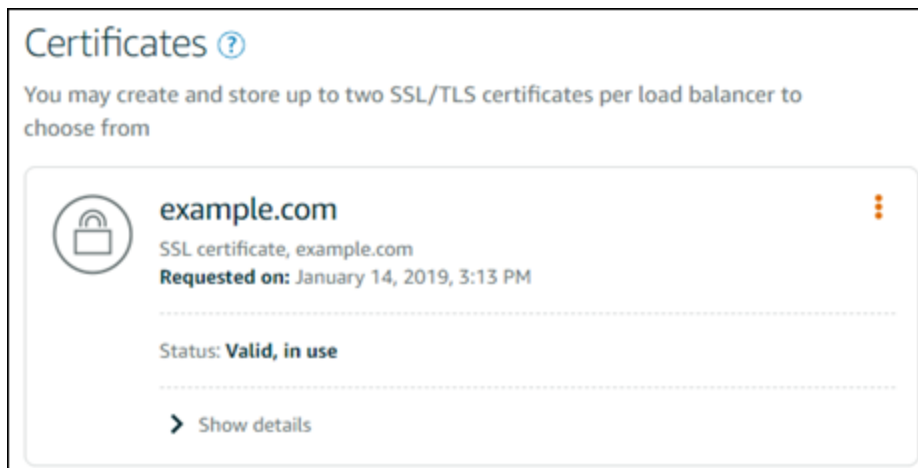 Certificates ?
You may create and store up to two SSL/TLS certificates per load balancer to
choose from
example.com
SSL certificate, example.com
Requested on: January 14, 2019, 3:13 PM
Status: Valid, in use
Show details